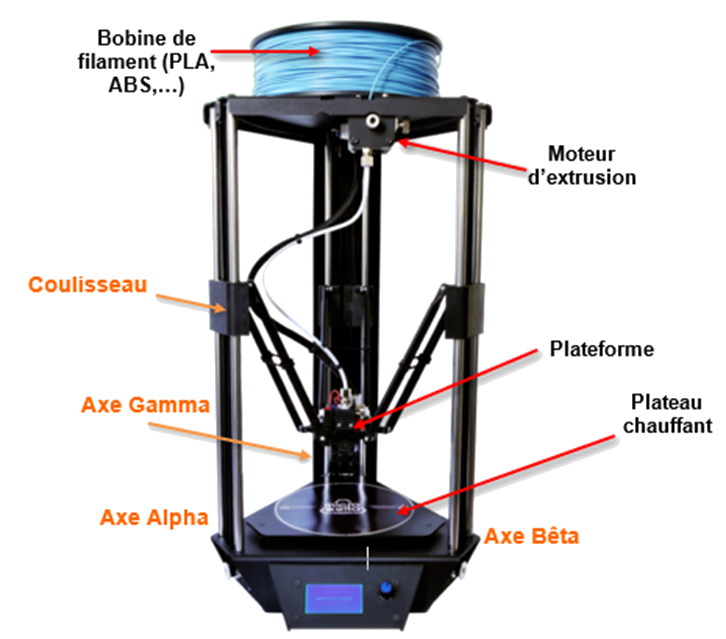 Bobine de
filament (PLA,
ABS,...)
Moteur
d'extrusion
Coulisseau
Plateforme
Axe Gamma
Plateau
chauffant
Axe Alpha
Axe Bêta